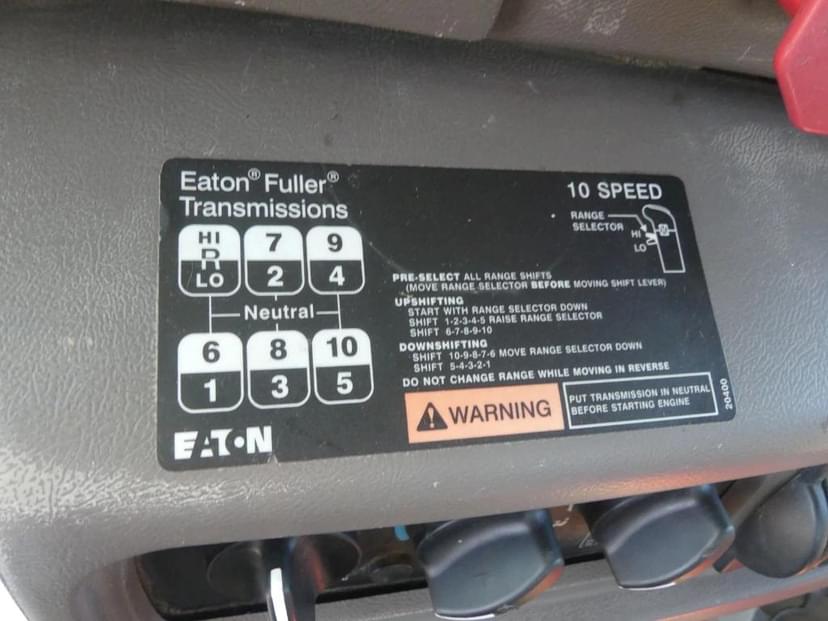 Eaton® Fuller®
Transmissions
10 SPEED
RANGE
SELECTOR
HI
LO
HI
R
LO
7
2
9
4
Neutral
6
1
8
3
10
5
PRE-SELECT ALL RANGE SHIFTS
(MOVE RANGE SELECTOR BEFORE MOVING SHIFT LEVER)
UPSHIFTING
START WITH RANGE SELECTOR DOWN
SHIFT 1-2-3-4-5 RAISE RANGE SELECTOR
SHIFT 6-7-8-9-10
DOWNSHIFTING
SHIFT 10-9-8-7-6 MOVE RANGE SELECTOR DOWN
SHIFT 5-4-3-2-1
DO NOT CHANGE RANGE WHILE MOVING IN REVERSE
WARNING
PUT TRANSMISSION IN NEUTRAL
BEFORE STARTING ENGINE
20400
EATON